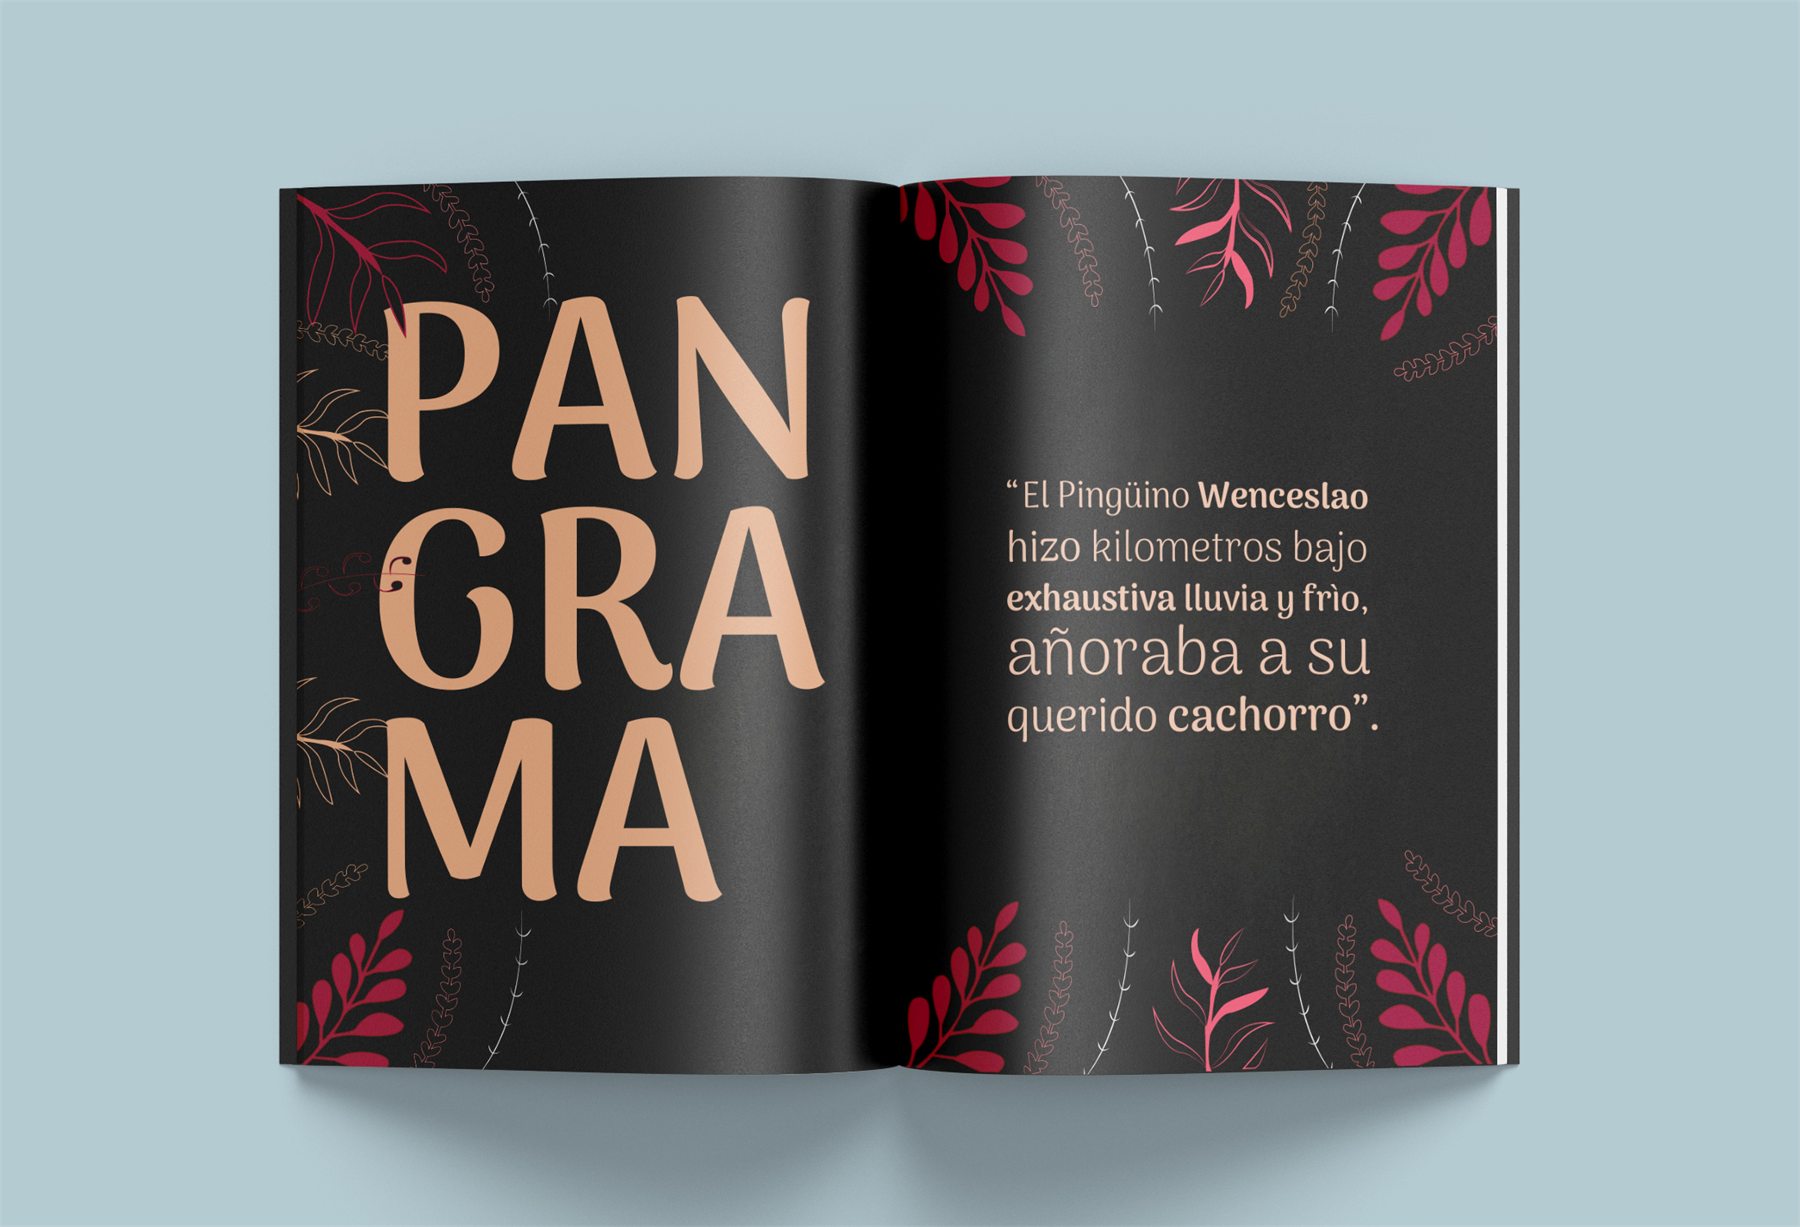 PAN
GRA
MA
“El Pingüino Wenceslao
hizo kilometros bajo
exhaustiva lluvia y frìo,
añoraba a su
querido cachorro”.